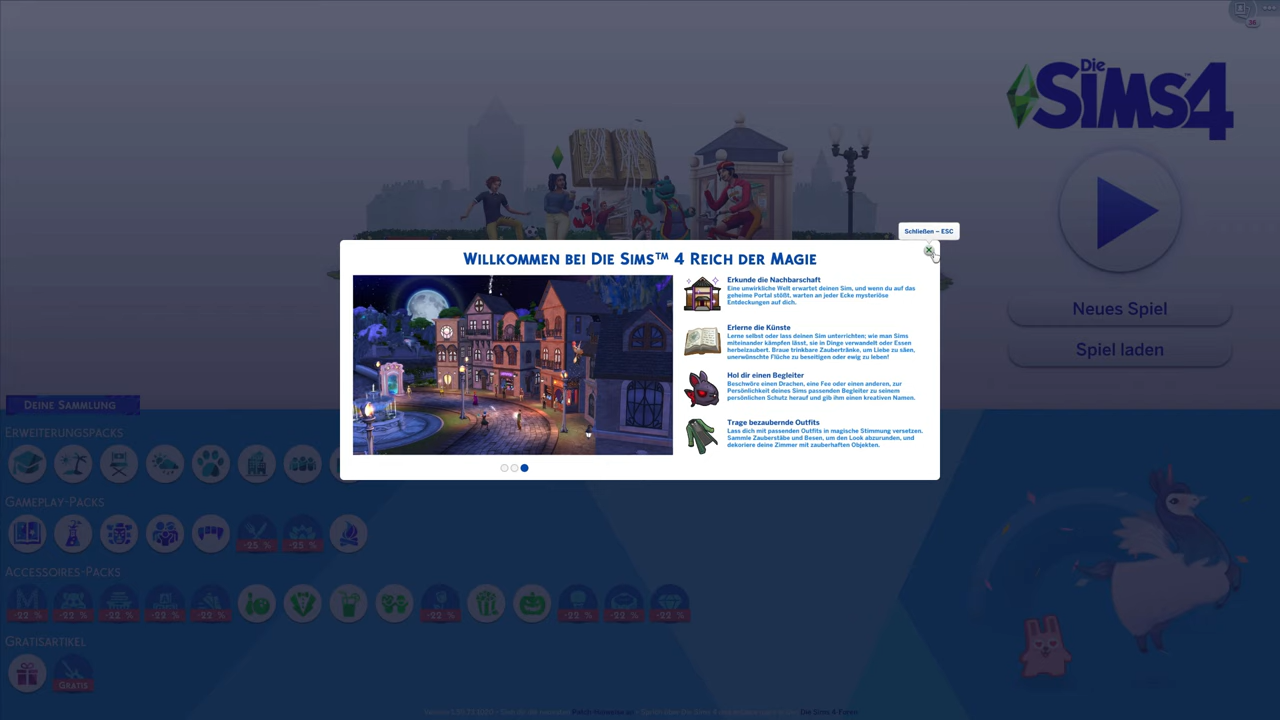 36
Die
SiMS4
Schließen – ESC
Willkommen bei Die Sims™ 4 Reich der Magie
Erkunde die Nachbarschaft
Eine unwirkliche Welt erwartet deinen Sim, und wenn du auf das
geheime Portal stößt, warten an jeder Ecke mysteriöse
Entdeckungen auf dich.
Erlerne die Künste
Lerne selbst oder lass deinen Sim unterrichten: wie man Sims
miteinander kämpfen lässt, sie in Dinge verwandelt oder Essen
herbeizaubert. Braue trinkbare Zaubertränke, um Liebe zu säen,
unerwünschte Flüche zu beseitigen oder ewig zu leben!
Hol dir einen Begleiter
Beschwöre einen Drachen, eine Fee oder einen anderen, zur
Persönlichkeit deines Sims passenden Begleiter zu seinem
persönlichen Schutz herauf und gib ihm einen kreativen Namen.
Trage bezaubernde Outfits
Lass dich mit passenden Outfits in magische Stimmung versetzen.
Sammle Zauberstäbe und Besen, um den Look abzurunden, und
dekoriere deine Zimmer mit zauberhaften Objekten.
Neues Spiel
Spiel laden
Deine Sammlung
Erweiterungspacks
Gameplay-Packs
-25 %
-25 %
Accessoires-Packs
-22 %
-22 %
-22 %
-22 %
-22 %
-22 %
-22 %
-22 %
-22 %
Gratisartikel
Gratis